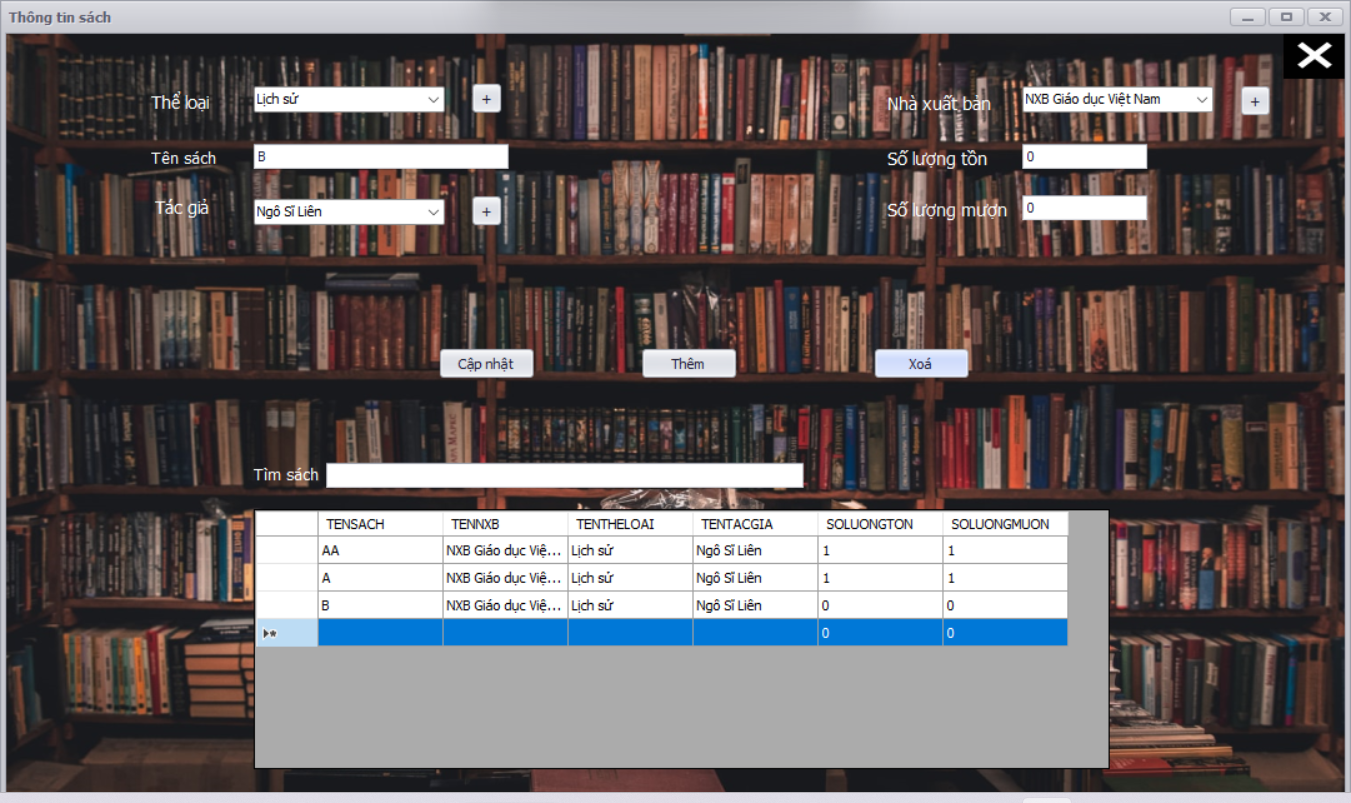 Thông tin sách
Thể loại Lịch sử + Nhà xuất bản NXB Giáo dục Việt Nam +
Tên sách B Số lượng tồn 0
Tác giả Ngô Sĩ Liên + Số lượng mượn 0
Cập nhật Thêm Xoá
Tìm sách
TENSACH TENNXB TENTHELOAI TENTACGIA SOLUONGTON SOLUONGMUON
AA NXB Giáo dục Việ... Lịch sử Ngô Sĩ Liên 1 1
A NXB Giáo dục Việ... Lịch sử Ngô Sĩ Liên 1 1
B NXB Giáo dục Việ... Lịch sử Ngô Sĩ Liên 0 0
0 0